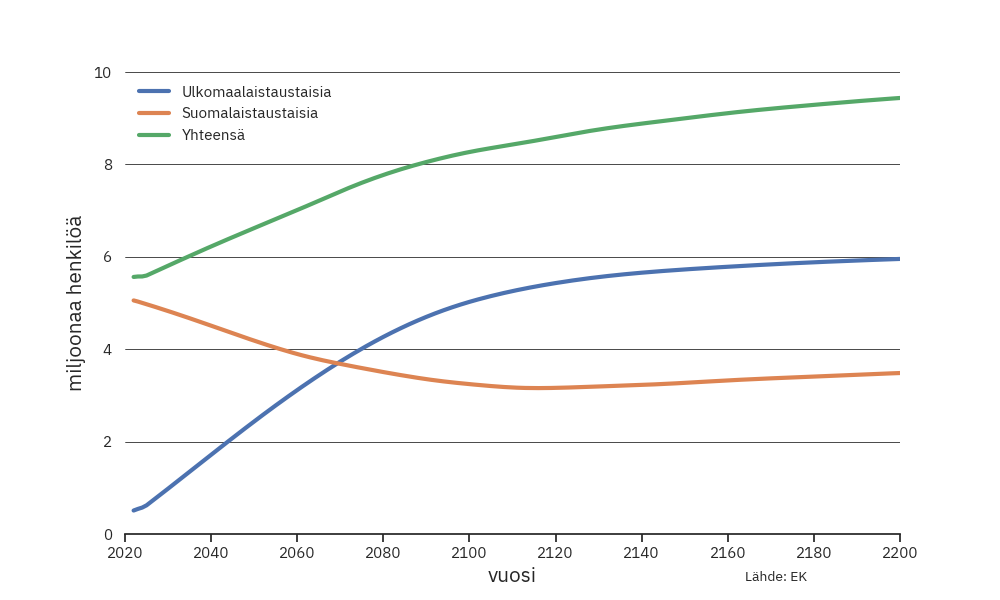 10
Ulkomaalaistaustaisia
Suomalaistaustaisia
Yhteensä
8
6
4
2
0
miljoonaa henkilöä
2020 2040 2060 2080 2100 2120 2140 2160 2180 2200
vuosi
Lähde: EK